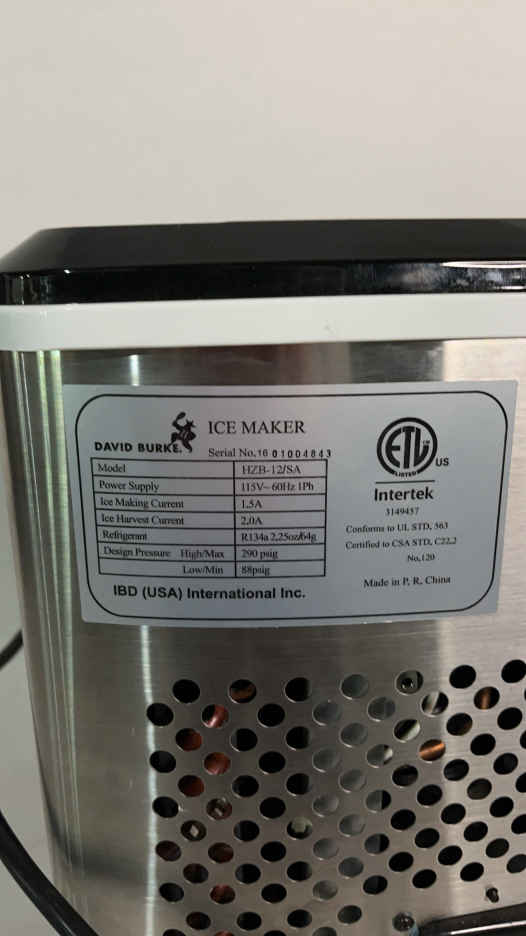 DAVID BURKE.
ICE MAKER
Serial No.16 01004843
Model HZB-12/SA
Power Supply 115V~ 60Hz 1Ph
Ice Making Current 1.5A
Ice Harvest Current 2.0A
Refrigerant R134a 2.25oz/64g
Design Pressure High/Max 290 psig
Low/Min 88psig
IBD (USA) International Inc.
ETL TM
LISTED
US
Intertek
3149457
Conforms to UL STD. 563
Certified to CSA STD. C22.2
No.120
Made in P. R. China